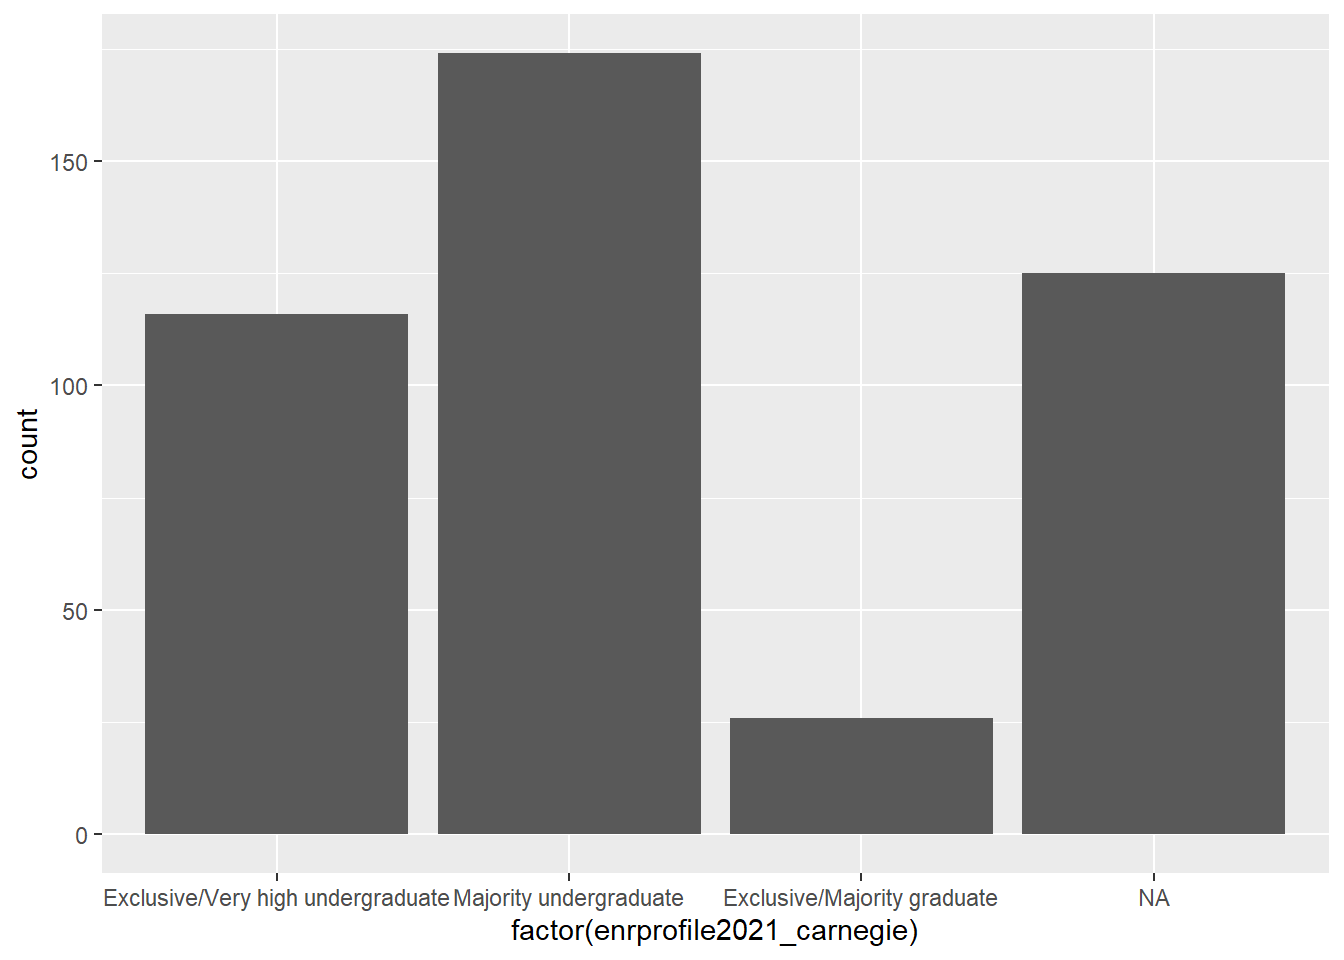 150
100
50
0
count
Exclusive/Very high undergraduate
Majority undergraduate
Exclusive/Majority graduate
NA
factor(enrprofile2021_carnegie)